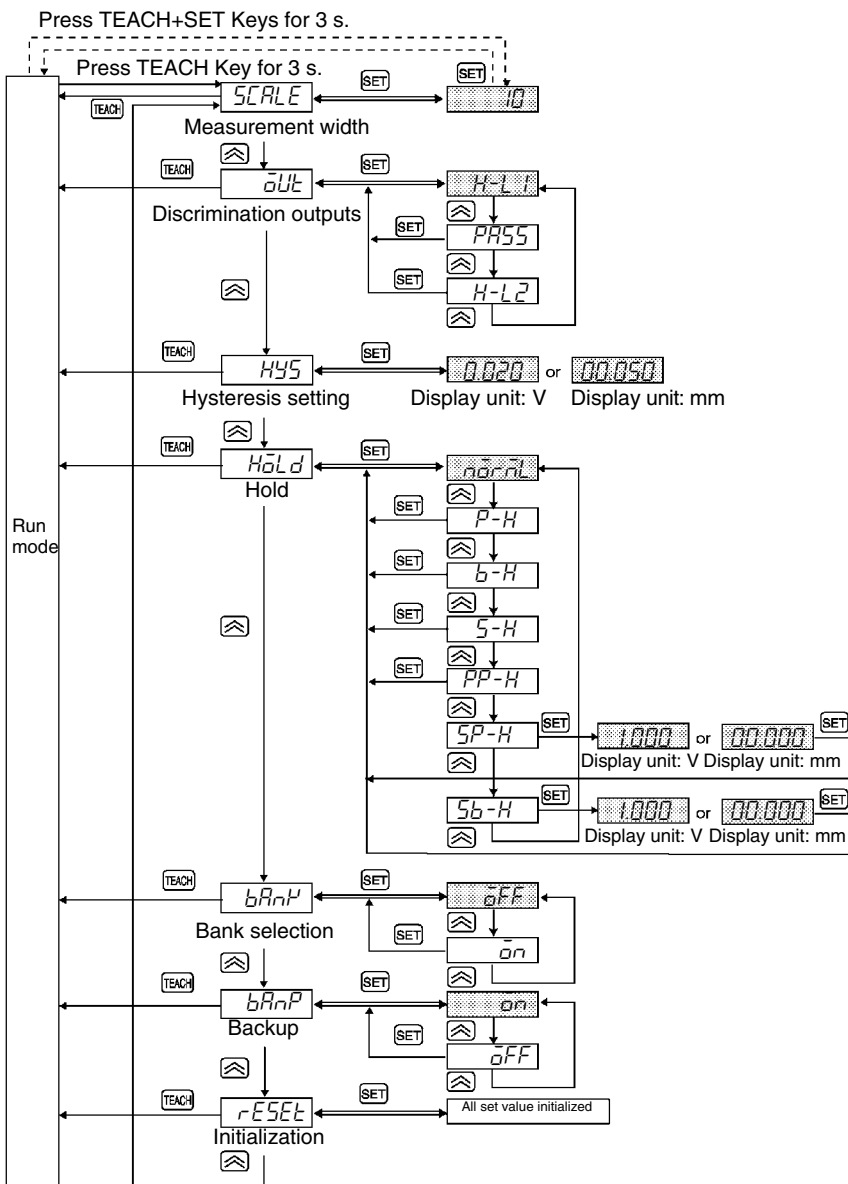 Press TEACH+SET Keys for 3 s.
Press TEACH Key for 3 s.
SET
SET
SCALE
10
TEACH
Measurement width
TEACH
SET
oUt
H-L1
Discrimination outputs
SET
PASS
SET
H-L2
TEACH
SET
HYS
0.020 or 00.050
Hysteresis setting
Display unit: V Display unit: mm
TEACH
SET
HoLd
norML
Hold
Run
mode
SET
P-H
SET
b-H
SET
S-H
SET
PP-H
SP-H
SET
1.000 or 00.000
SET
Display unit: V Display unit: mm
Sb-H
SET
1.000 or 00.000
SET
Display unit: V Display unit: mm
TEACH
SET
bAnK
oFF
Bank selection
SET
on
TEACH
SET
bAnP
on
Backup
SET
oFF
TEACH
SET
rESEt
All set value initialized
Initialization